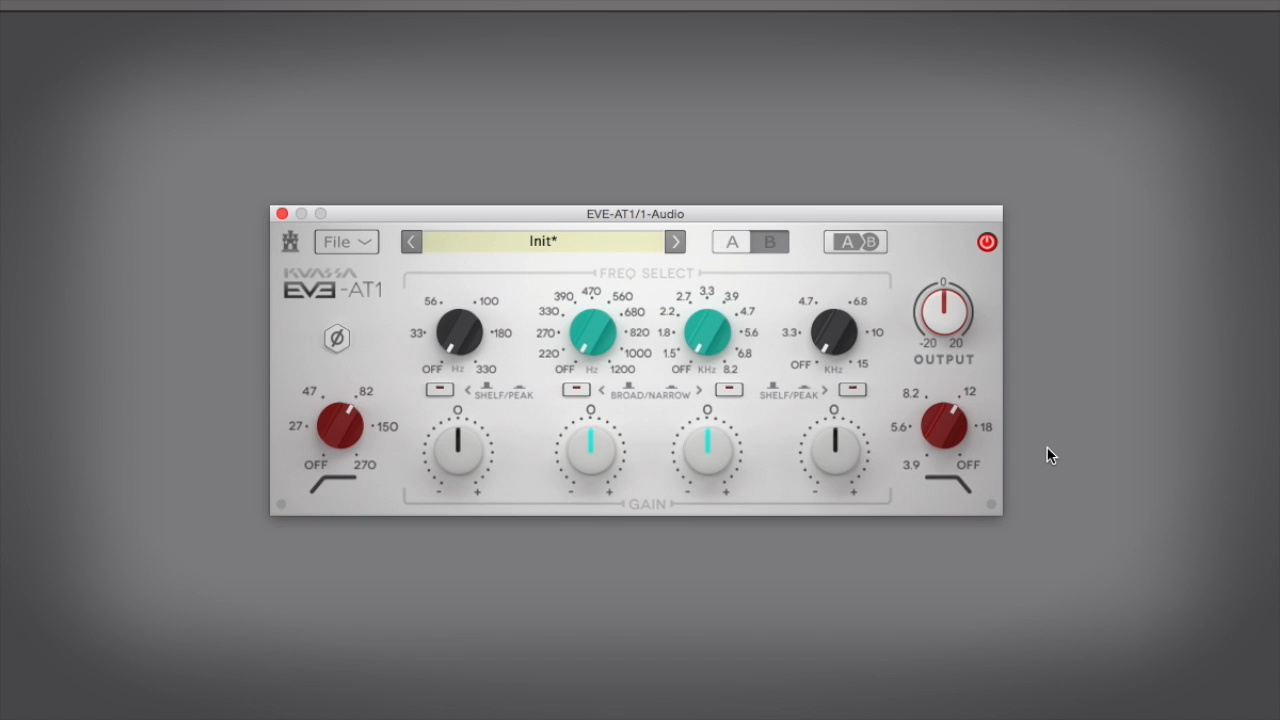 EVE-AT1/1-Audio
File
Init*
A B
A B
KVASSA
EVE-AT1
FREQ SELECT
56 100
33 180
OFF Hz 330
390 470 560
330 680
270 820
220 1000
OFF Hz 1200
2.7 3.3 3.9
2.2 4.7
1.8 5.6
1.5 6.8
OFF KHz 8.2
4.7 6.8
3.3 10
OFF KHz 15
0
-20 20
OUTPUT
SHELF/PEAK
BROAD/NARROW
SHELF/PEAK
47 82
27 150
OFF 270
0
- +
0
- +
0
- +
0
- +
GAIN
8.2 12
5.6 18
3.9 OFF